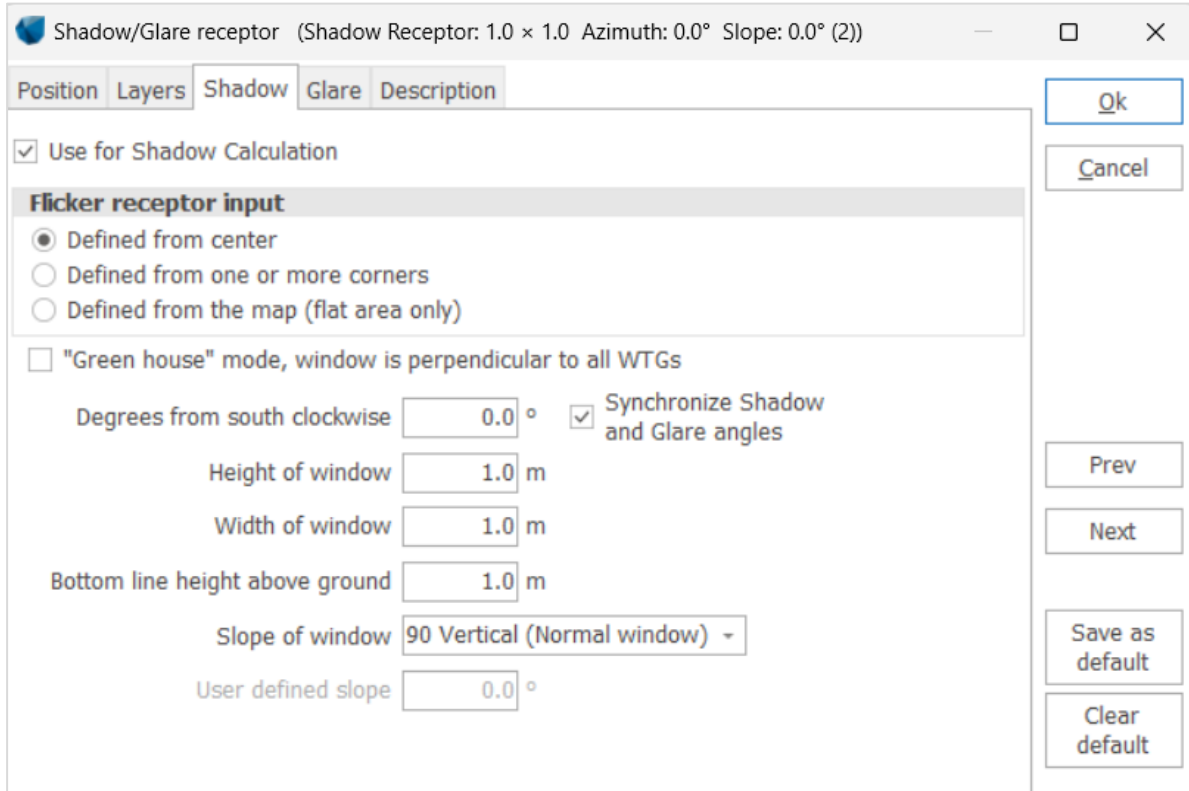 Shadow/Glare receptor (Shadow Receptor: 1.0 × 1.0 Azimuth: 0.0° Slope: 0.0° (2))
Position Layers Shadow Glare Description
Ok
Use for Shadow Calculation
Cancel
Flicker receptor input
Defined from center
Defined from one or more corners
Defined from the map (flat area only)
"Green house" mode, window is perpendicular to all WTGs
Degrees from south clockwise 0.0 °
Synchronize Shadow
and Glare angles
Height of window 1.0 m
Prev
Width of window 1.0 m
Next
Bottom line height above ground 1.0 m
Slope of window 90 Vertical (Normal window)
Save as
default
User defined slope 0.0 °
Clear
default